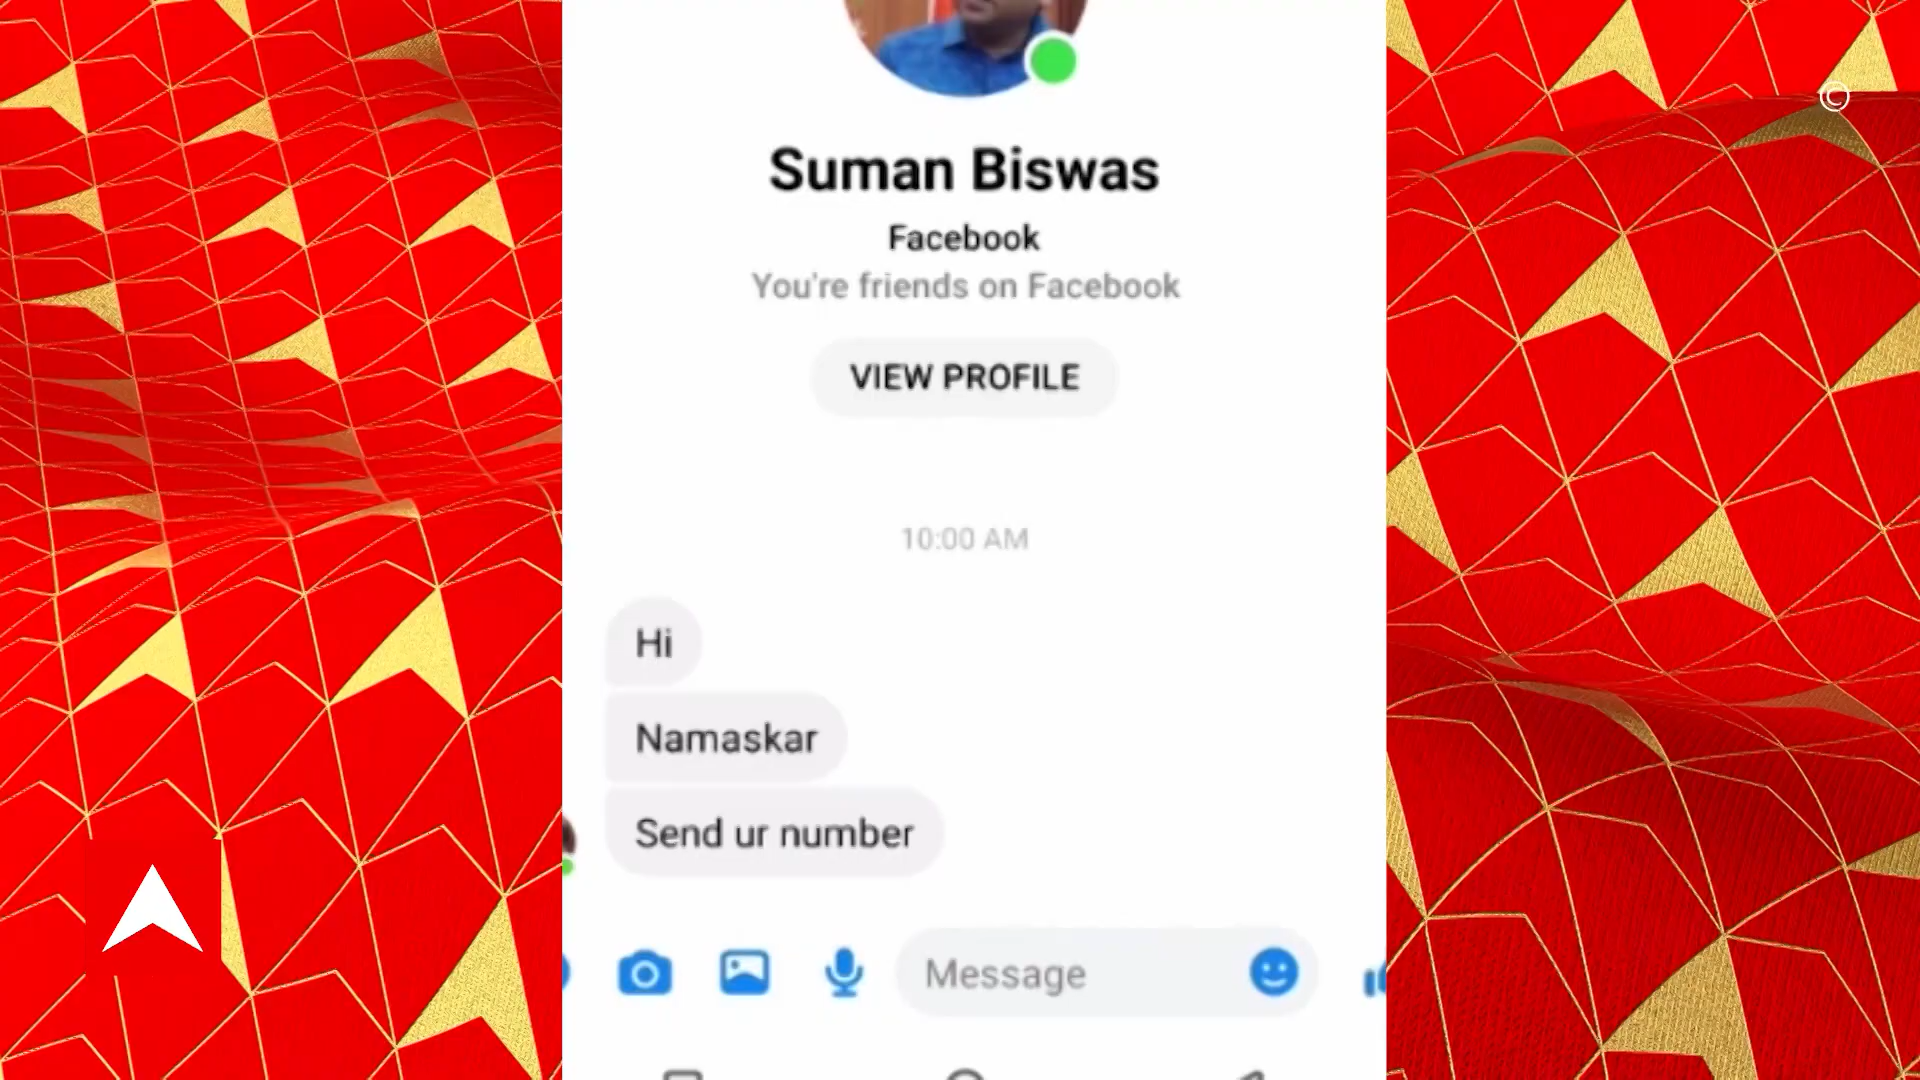 ©
Suman Biswas
Facebook
You're friends on Facebook
VIEW PROFILE
10:00 AM
Hi
Namaskar
Send ur number
Message